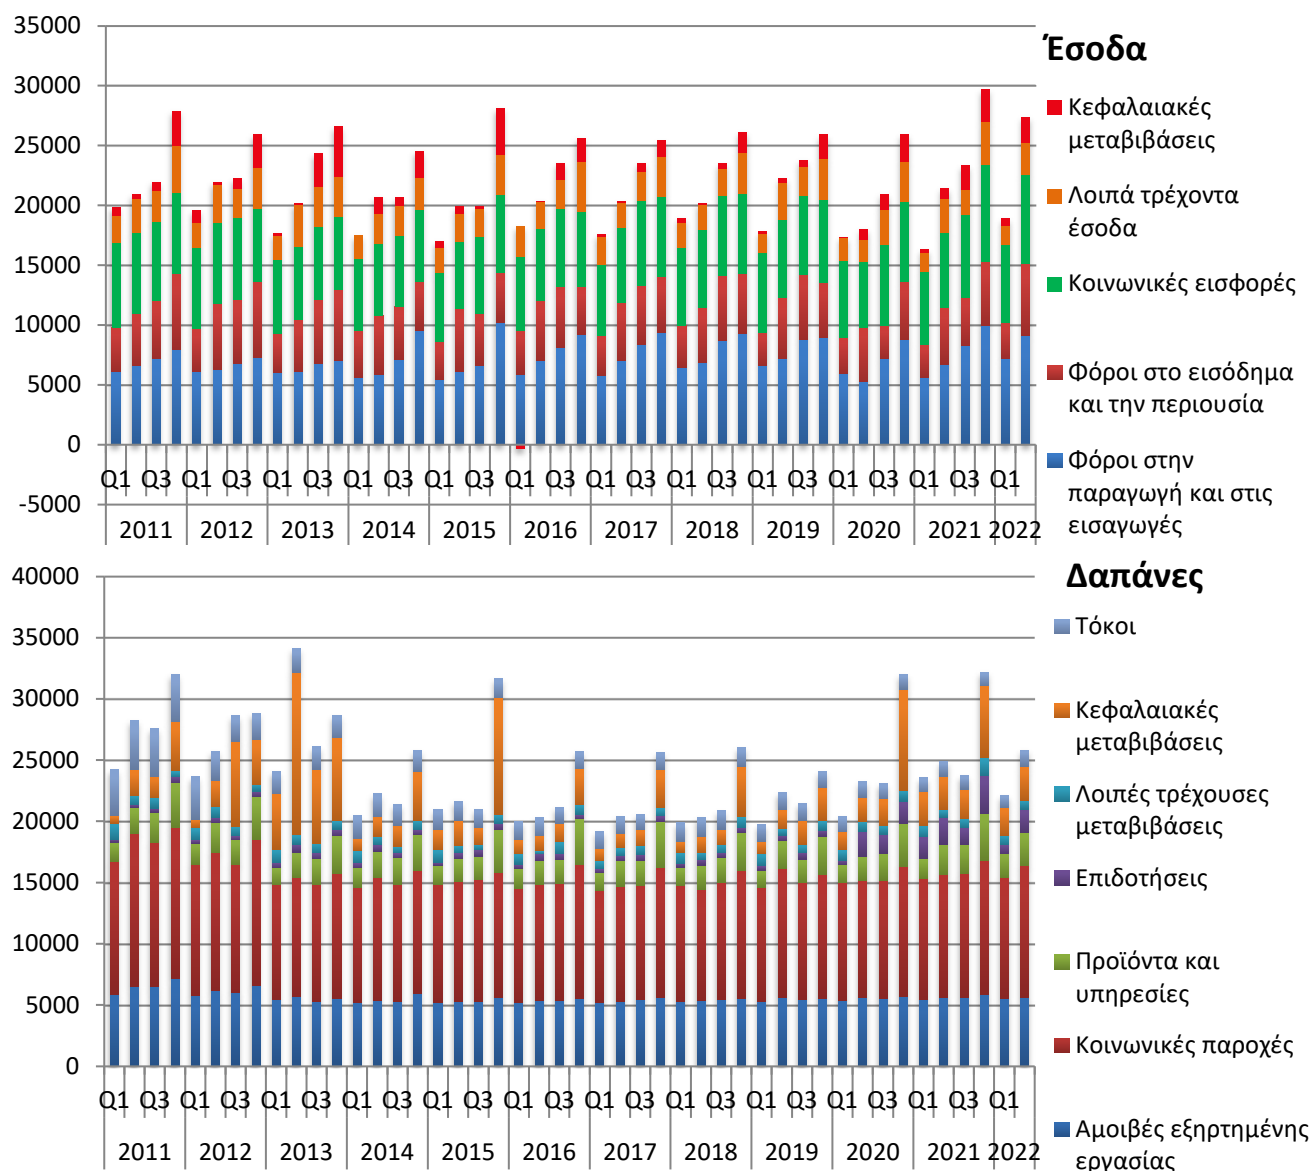 35000
30000
25000
20000
15000
10000
5000
0
-5000
Q1 Q3 Q1 Q3 Q1 Q3 Q1 Q3 Q1 Q3 Q1 Q3 Q1 Q3 Q1 Q3 Q1 Q3 Q1 Q3 Q1 Q3 Q1
2011 2012 2013 2014 2015 2016 2017 2018 2019 2020 2021 2022
Έσοδα
Κεφαλαιακές
μεταβιβάσεις
Λοιπά τρέχοντα
έσοδα
Κοινωνικές εισφορές
Φόροι στο εισόδημα
και την περιουσία
Φόροι στην
παραγωγή και στις
εισαγωγές
40000
35000
30000
25000
20000
15000
10000
5000
0
Q1 Q3 Q1 Q3 Q1 Q3 Q1 Q3 Q1 Q3 Q1 Q3 Q1 Q3 Q1 Q3 Q1 Q3 Q1 Q3 Q1 Q3 Q1
2011 2012 2013 2014 2015 2016 2017 2018 2019 2020 2021 2022
Δαπάνες
Τόκοι
Κεφαλαιακές
μεταβιβάσεις
Λοιπές τρέχουσες
μεταβιβάσεις
Επιδοτήσεις
Προϊόντα και
υπηρεσίες
Κοινωνικές παροχές
Αμοιβές εξηρτημένης
εργασίας